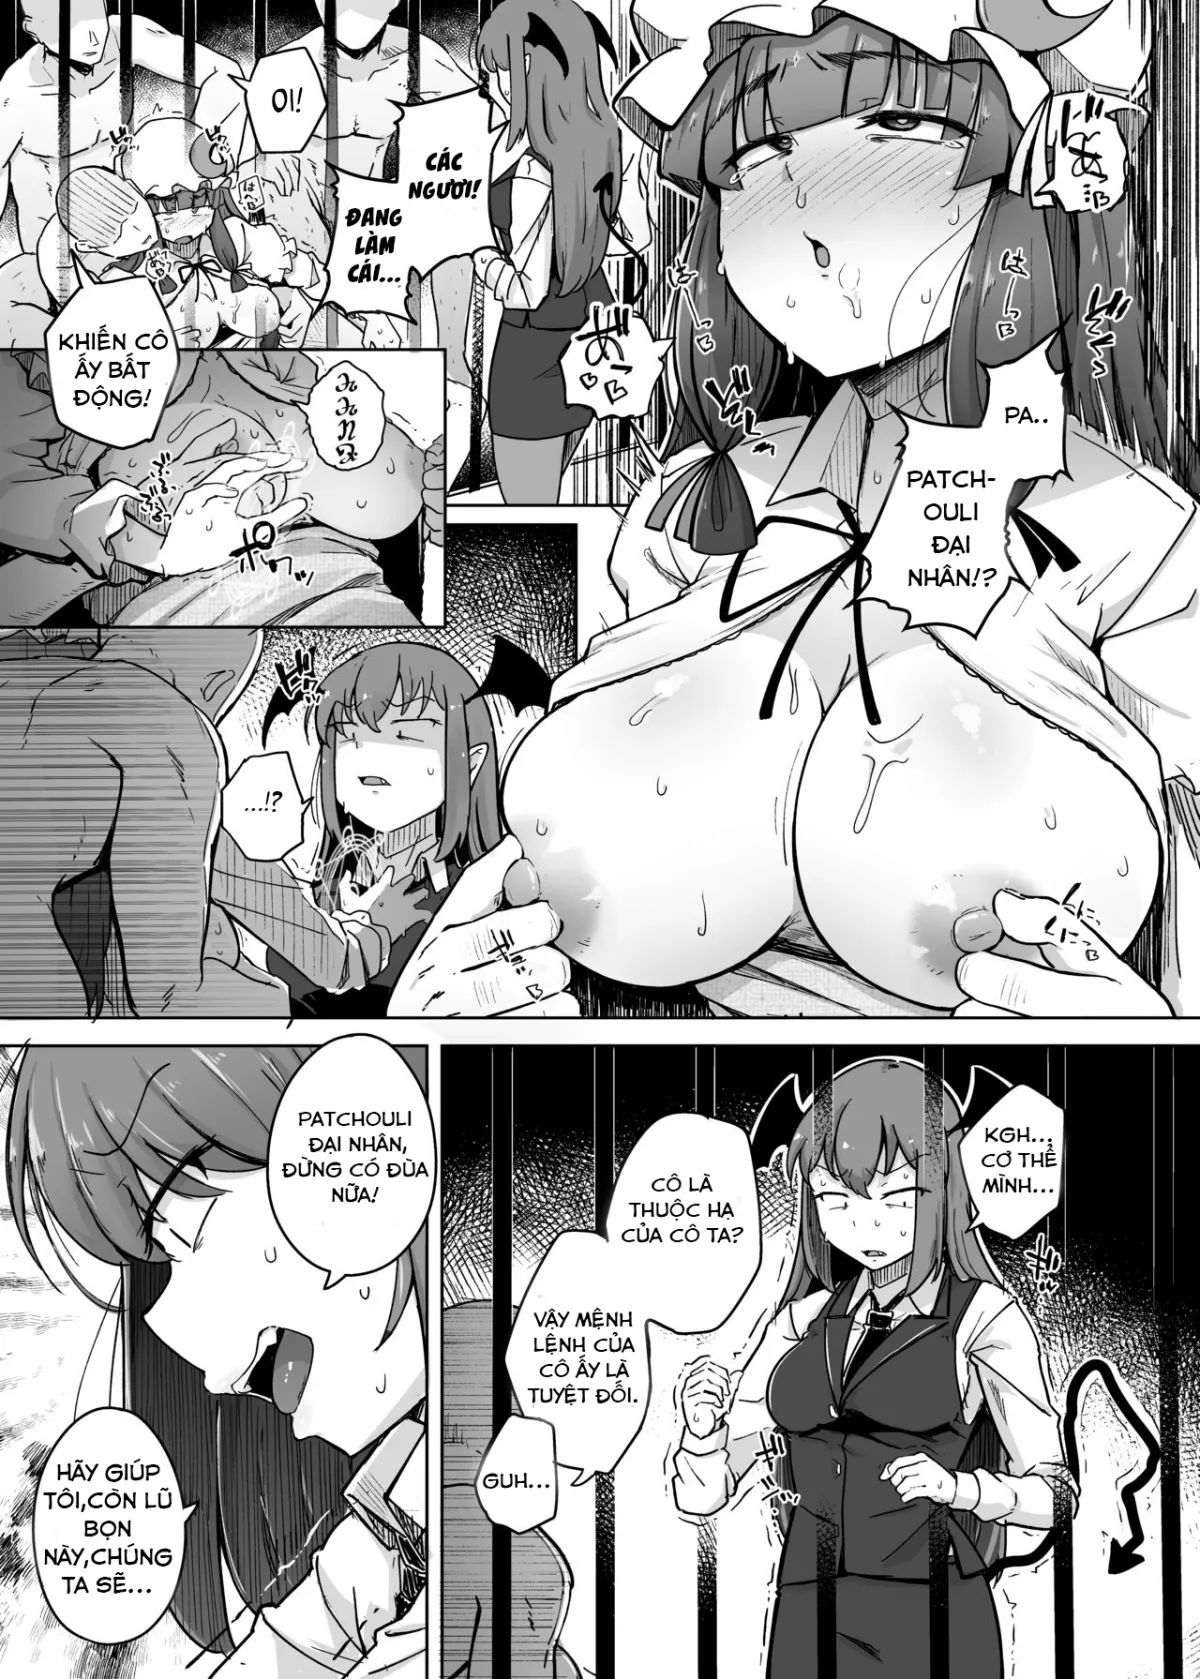 PA..
PATCH-
OULI
ĐẠI
NHÂN!?
CÁC
NGƯƠI!
ĐANG
LÀM
CÁI...
OI!
KHIẾN CÔ
ẤY BẤT
ĐỘNG!
...!?
KGH...
CƠ THỂ
MÌNH...
CÔ LÀ
THUỘC HẠ
CỦA CÔ TA?
VẬY MỆNH
LỆNH CỦA
CÔ ẤY LÀ
TUYỆT ĐỐI.
GUH...
PATCHOULI
ĐẠI NHÂN,
ĐỪNG CÓ ĐÙA
NỮA!
HÃY GIÚP
TÔI,CÒN LŨ
BỌN
NÀY,CHÚNG
TA SẼ...